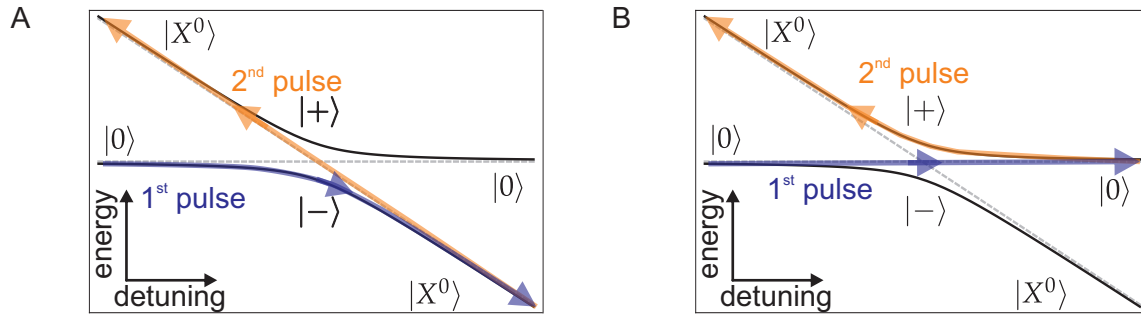 A
|X⁰⟩
2ⁿᵈ pulse
|+⟩
|0⟩
|0⟩
1ˢᵗ pulse
|−⟩
energy
detuning
|X⁰⟩
B
|X⁰⟩
2ⁿᵈ pulse
|+⟩
|0⟩
1ˢᵗ pulse
|0⟩
|−⟩
energy
detuning
|X⁰⟩